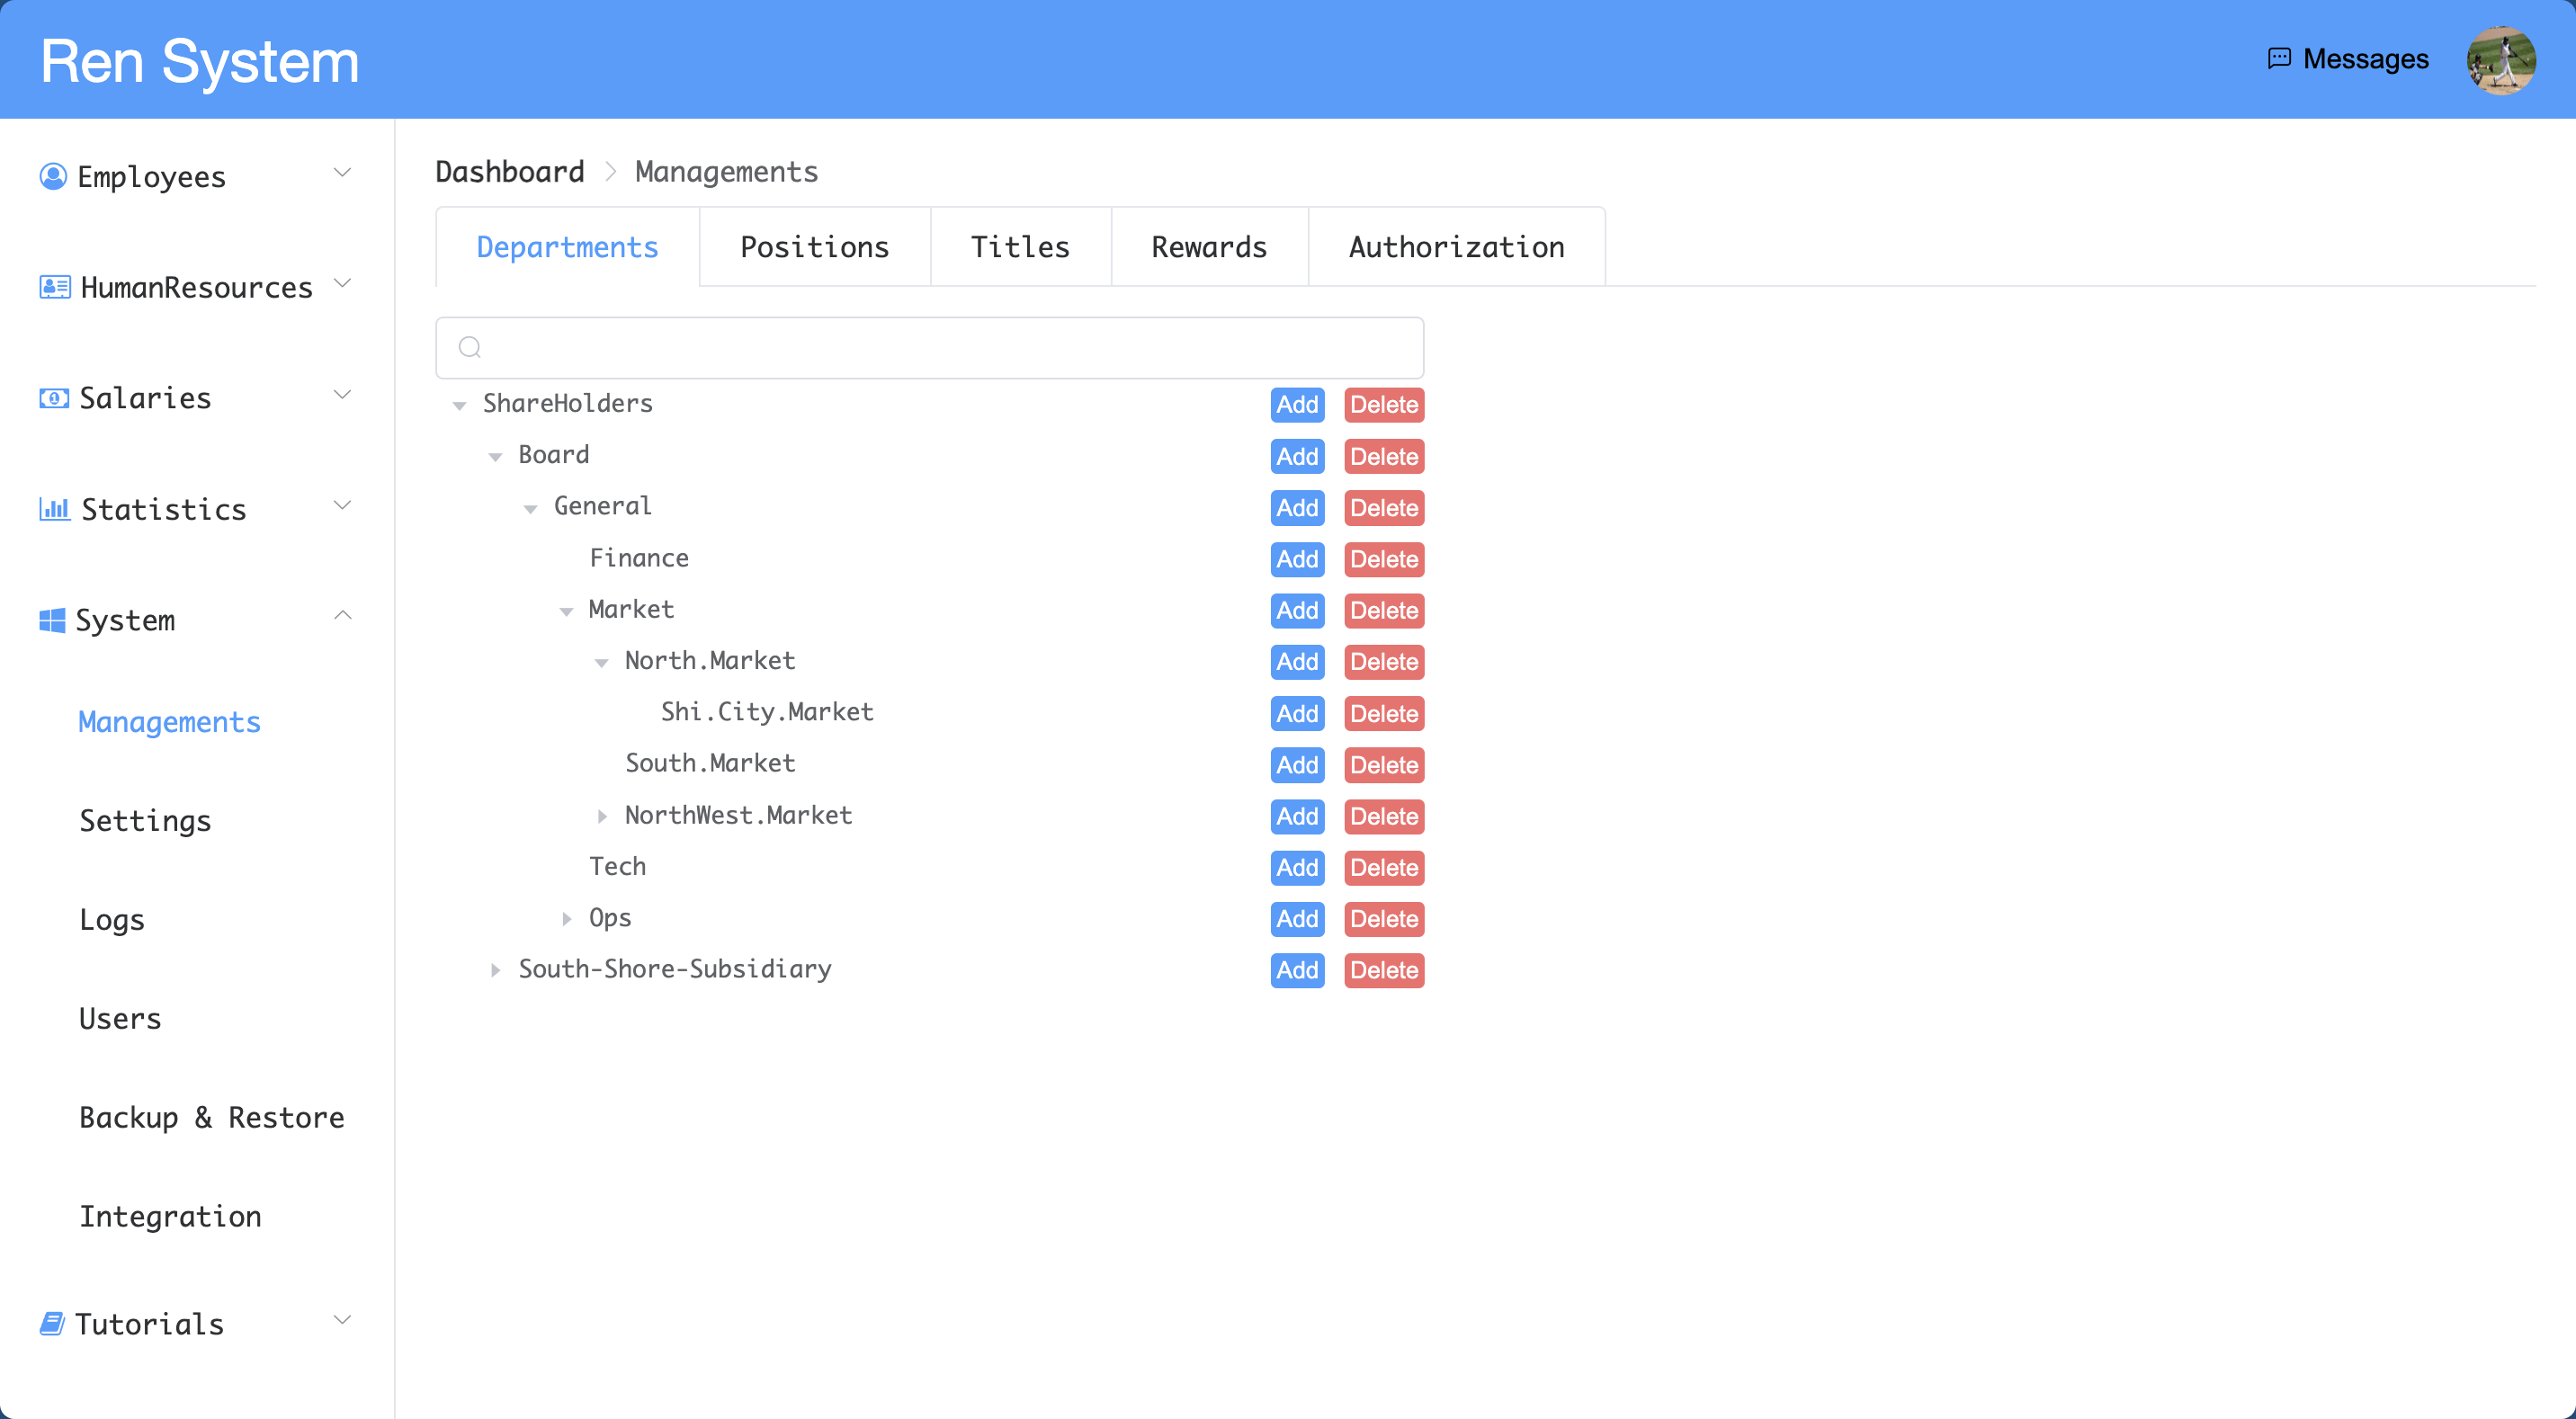 Ren System
Messages
Employees
HumanResources
Salaries
Statistics
System
Managements
Settings
Logs
Users
Backup & Restore
Integration
Tutorials
Dashboard > Managements
Departments Positions Titles Rewards Authorization
ShareHolders Add Delete
Board Add Delete
General Add Delete
Finance Add Delete
Market Add Delete
North.Market Add Delete
Shi.City.Market Add Delete
South.Market Add Delete
NorthWest.Market Add Delete
Tech Add Delete
Ops Add Delete
South-Shore-Subsidiary Add Delete